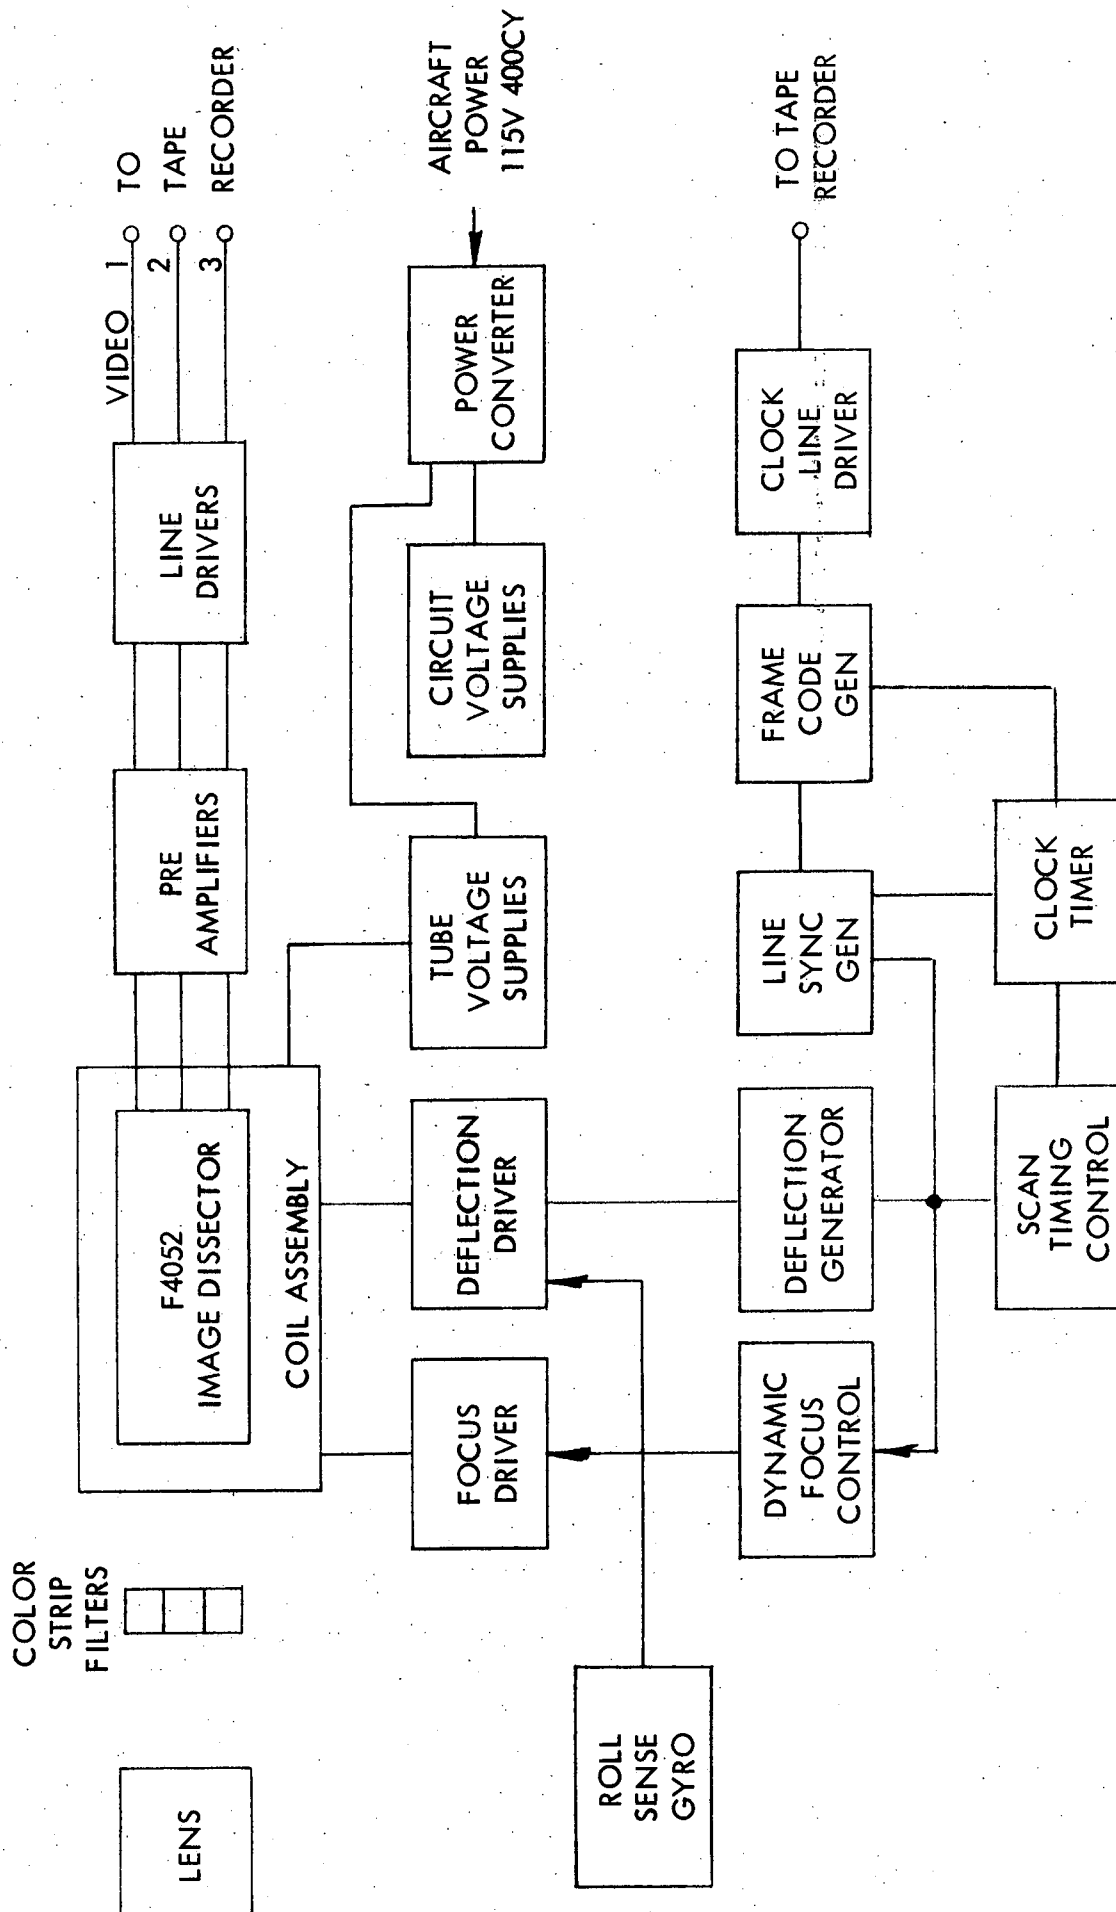 LENS
COLOR
STRIP
FILTERS
F4052
IMAGE DISSECTOR
COIL ASSEMBLY
PRE
AMPLIFIERS
LINE
DRIVERS
VIDEO 1
2
3
TO
TAPE
RECORDER
FOCUS
DRIVER
DEFLECTION
DRIVER
TUBE
VOLTAGE
SUPPLIES
CIRCUIT
VOLTAGE
SUPPLIES
POWER
CONVERTER
AIRCRAFT
POWER
115V 400CY
ROLL
SENSE
GYRO
DYNAMIC
FOCUS
CONTROL
DEFLECTION
GENERATOR
LINE
SYNC
GEN
FRAME
CODE
GEN
CLOCK
LINE
DRIVER
TO TAPE
RECORDER
SCAN
TIMING
CONTROL
CLOCK
TIMER